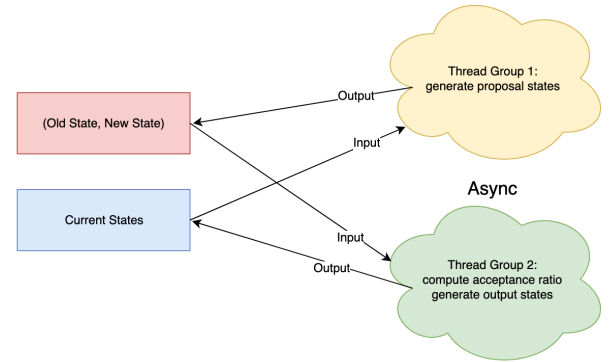 Thread Group 1:
generate proposal states
Output
(Old State, New State)
Input
Async
Current States
Input
Output
Thread Group 2:
compute acceptance ratio
generate output states